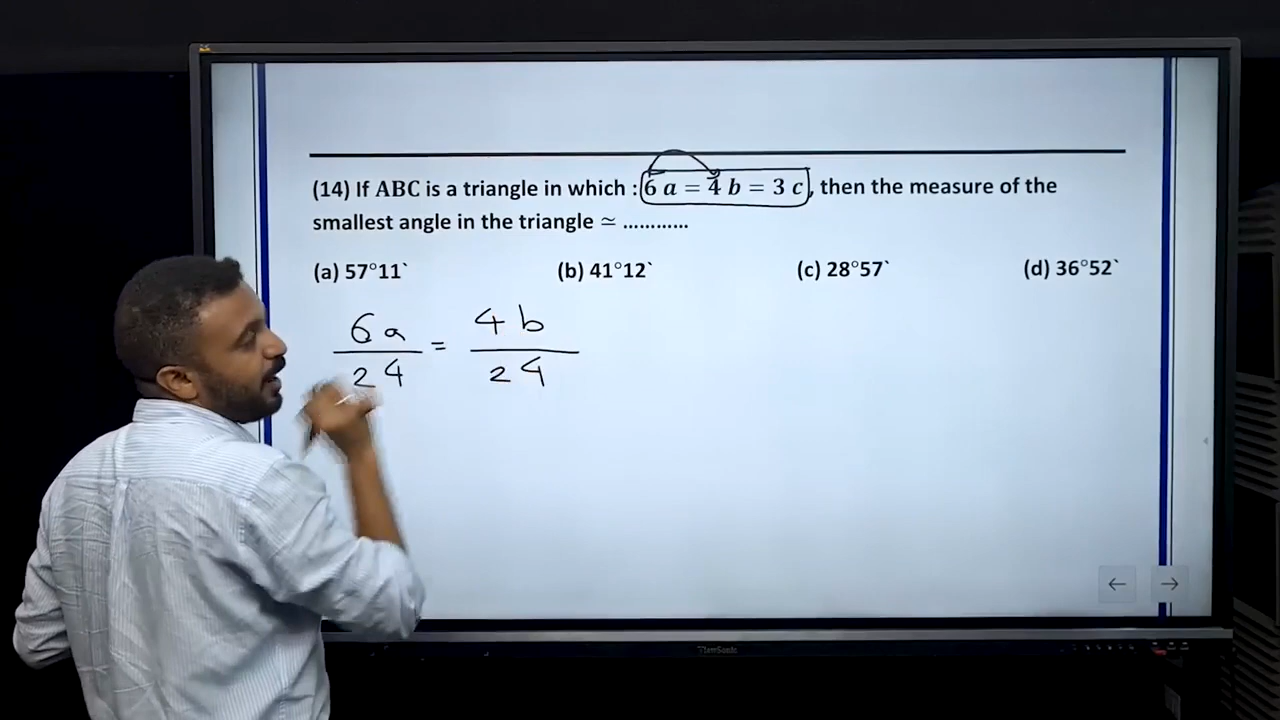 (14) If ABC is a triangle in which : 6 a = 4 b = 3 c, then the measure of the
smallest angle in the triangle ≃ ............
(a) 57°11` (b) 41°12` (c) 28°57` (d) 36°52`
6a/24 = 4b/24
ViewSonic